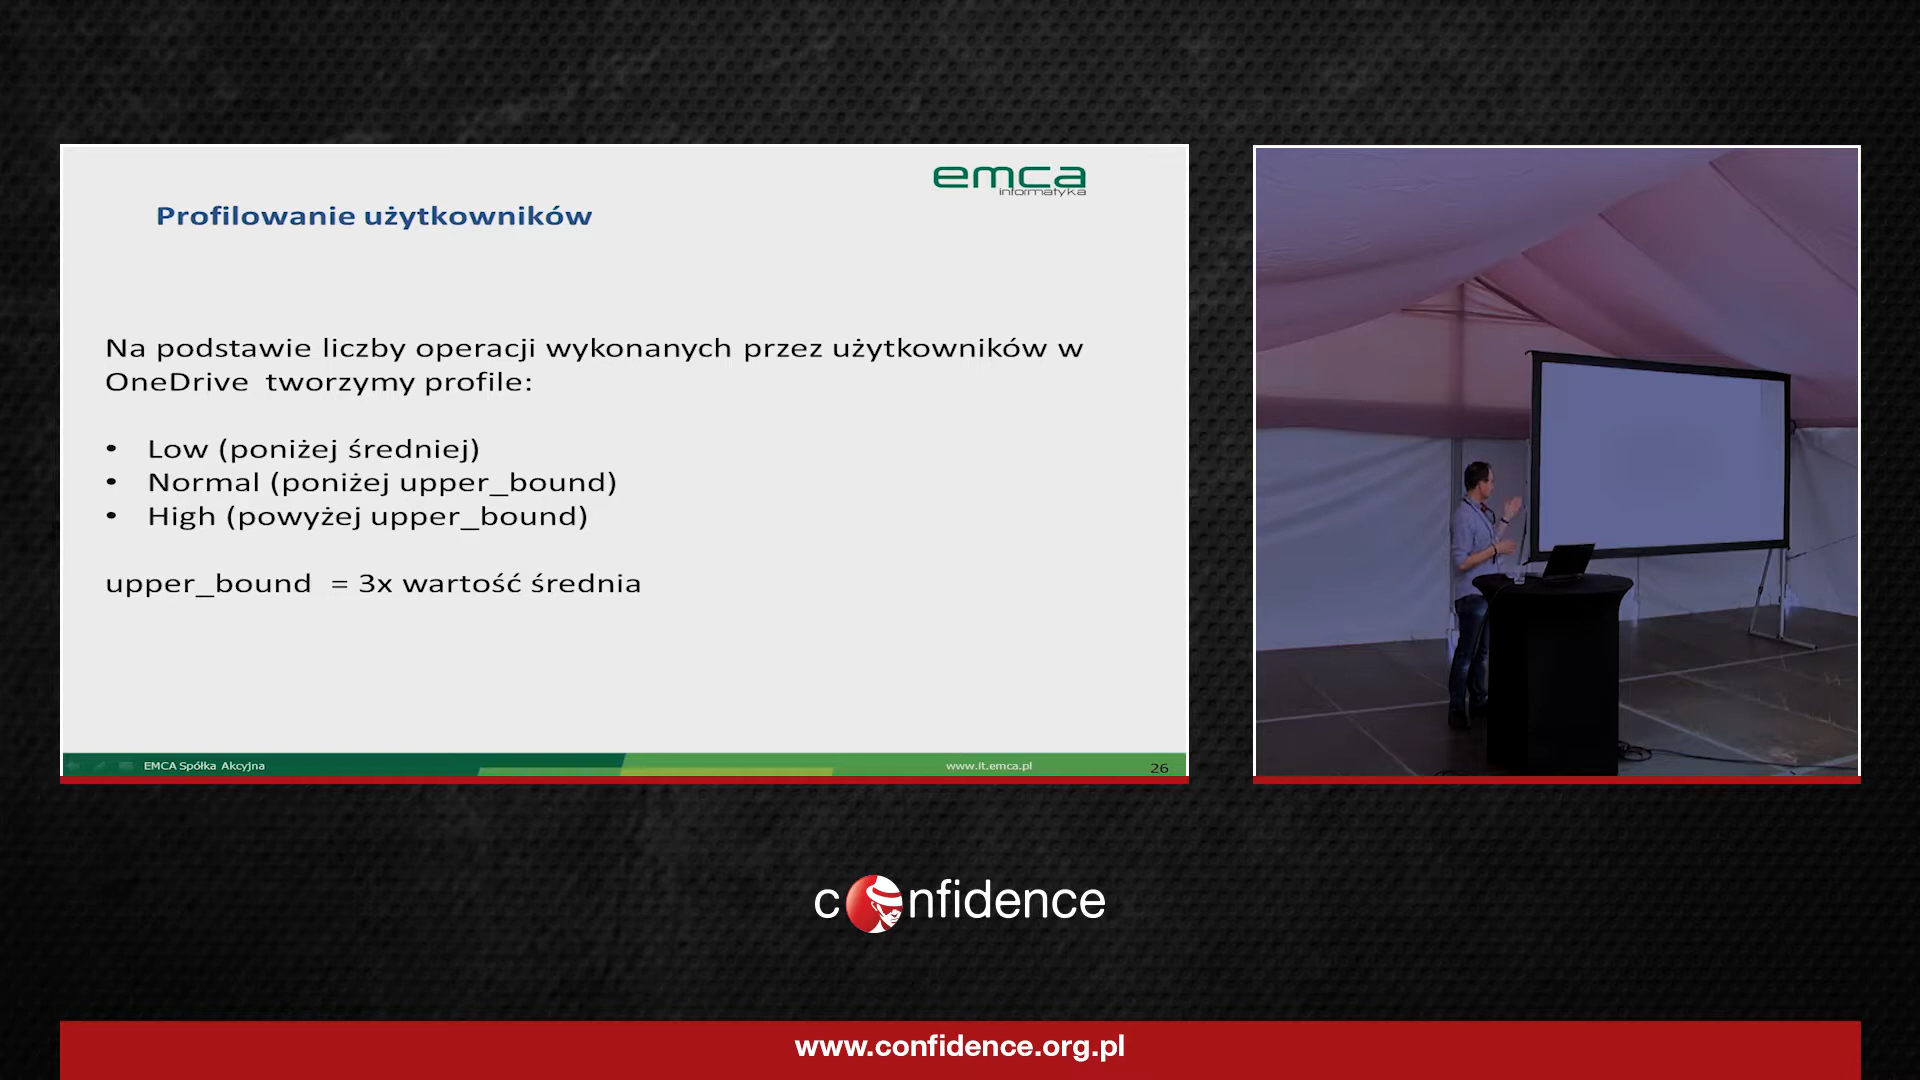 emca
informatyka
Profilowanie użytkowników
Na podstawie liczby operacji wykonanych przez użytkowników w
OneDrive tworzymy profile:
• Low (poniżej średniej)
• Normal (poniżej upper_bound)
• High (powyżej upper_bound)
upper_bound = 3x wartość średnia
EMCA Spółka Akcyjna
www.it.emca.pl
26
confidence
www.confidence.org.pl